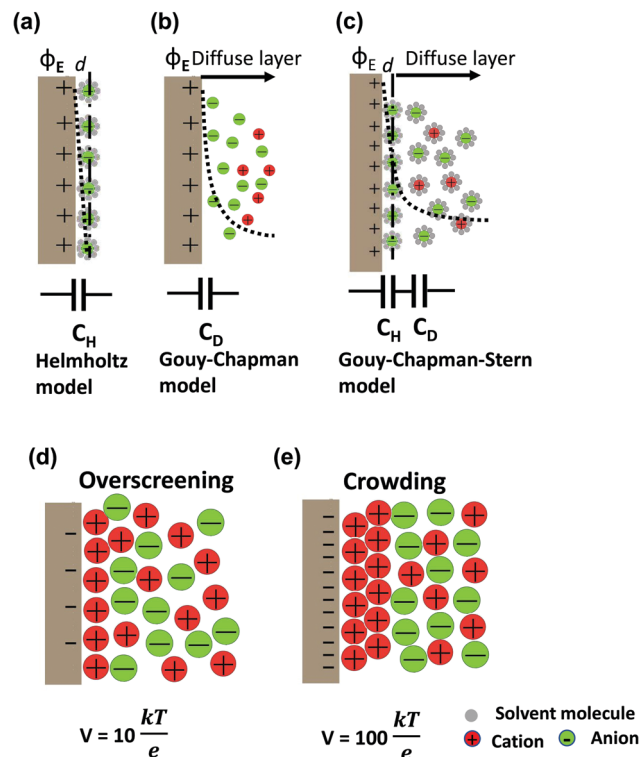 (a)
(b)
(c)
ϕE d
ϕE Diffuse layer
ϕE d Diffuse layer
CH
CD
CH CD
Helmholtz
model
Gouy-Chapman
model
Gouy-Chapman-Stern
model
(d)
Overscreening
(e)
Crowding
V = 10 kT/e
V = 100 kT/e
Solvent molecule
Cation
Anion